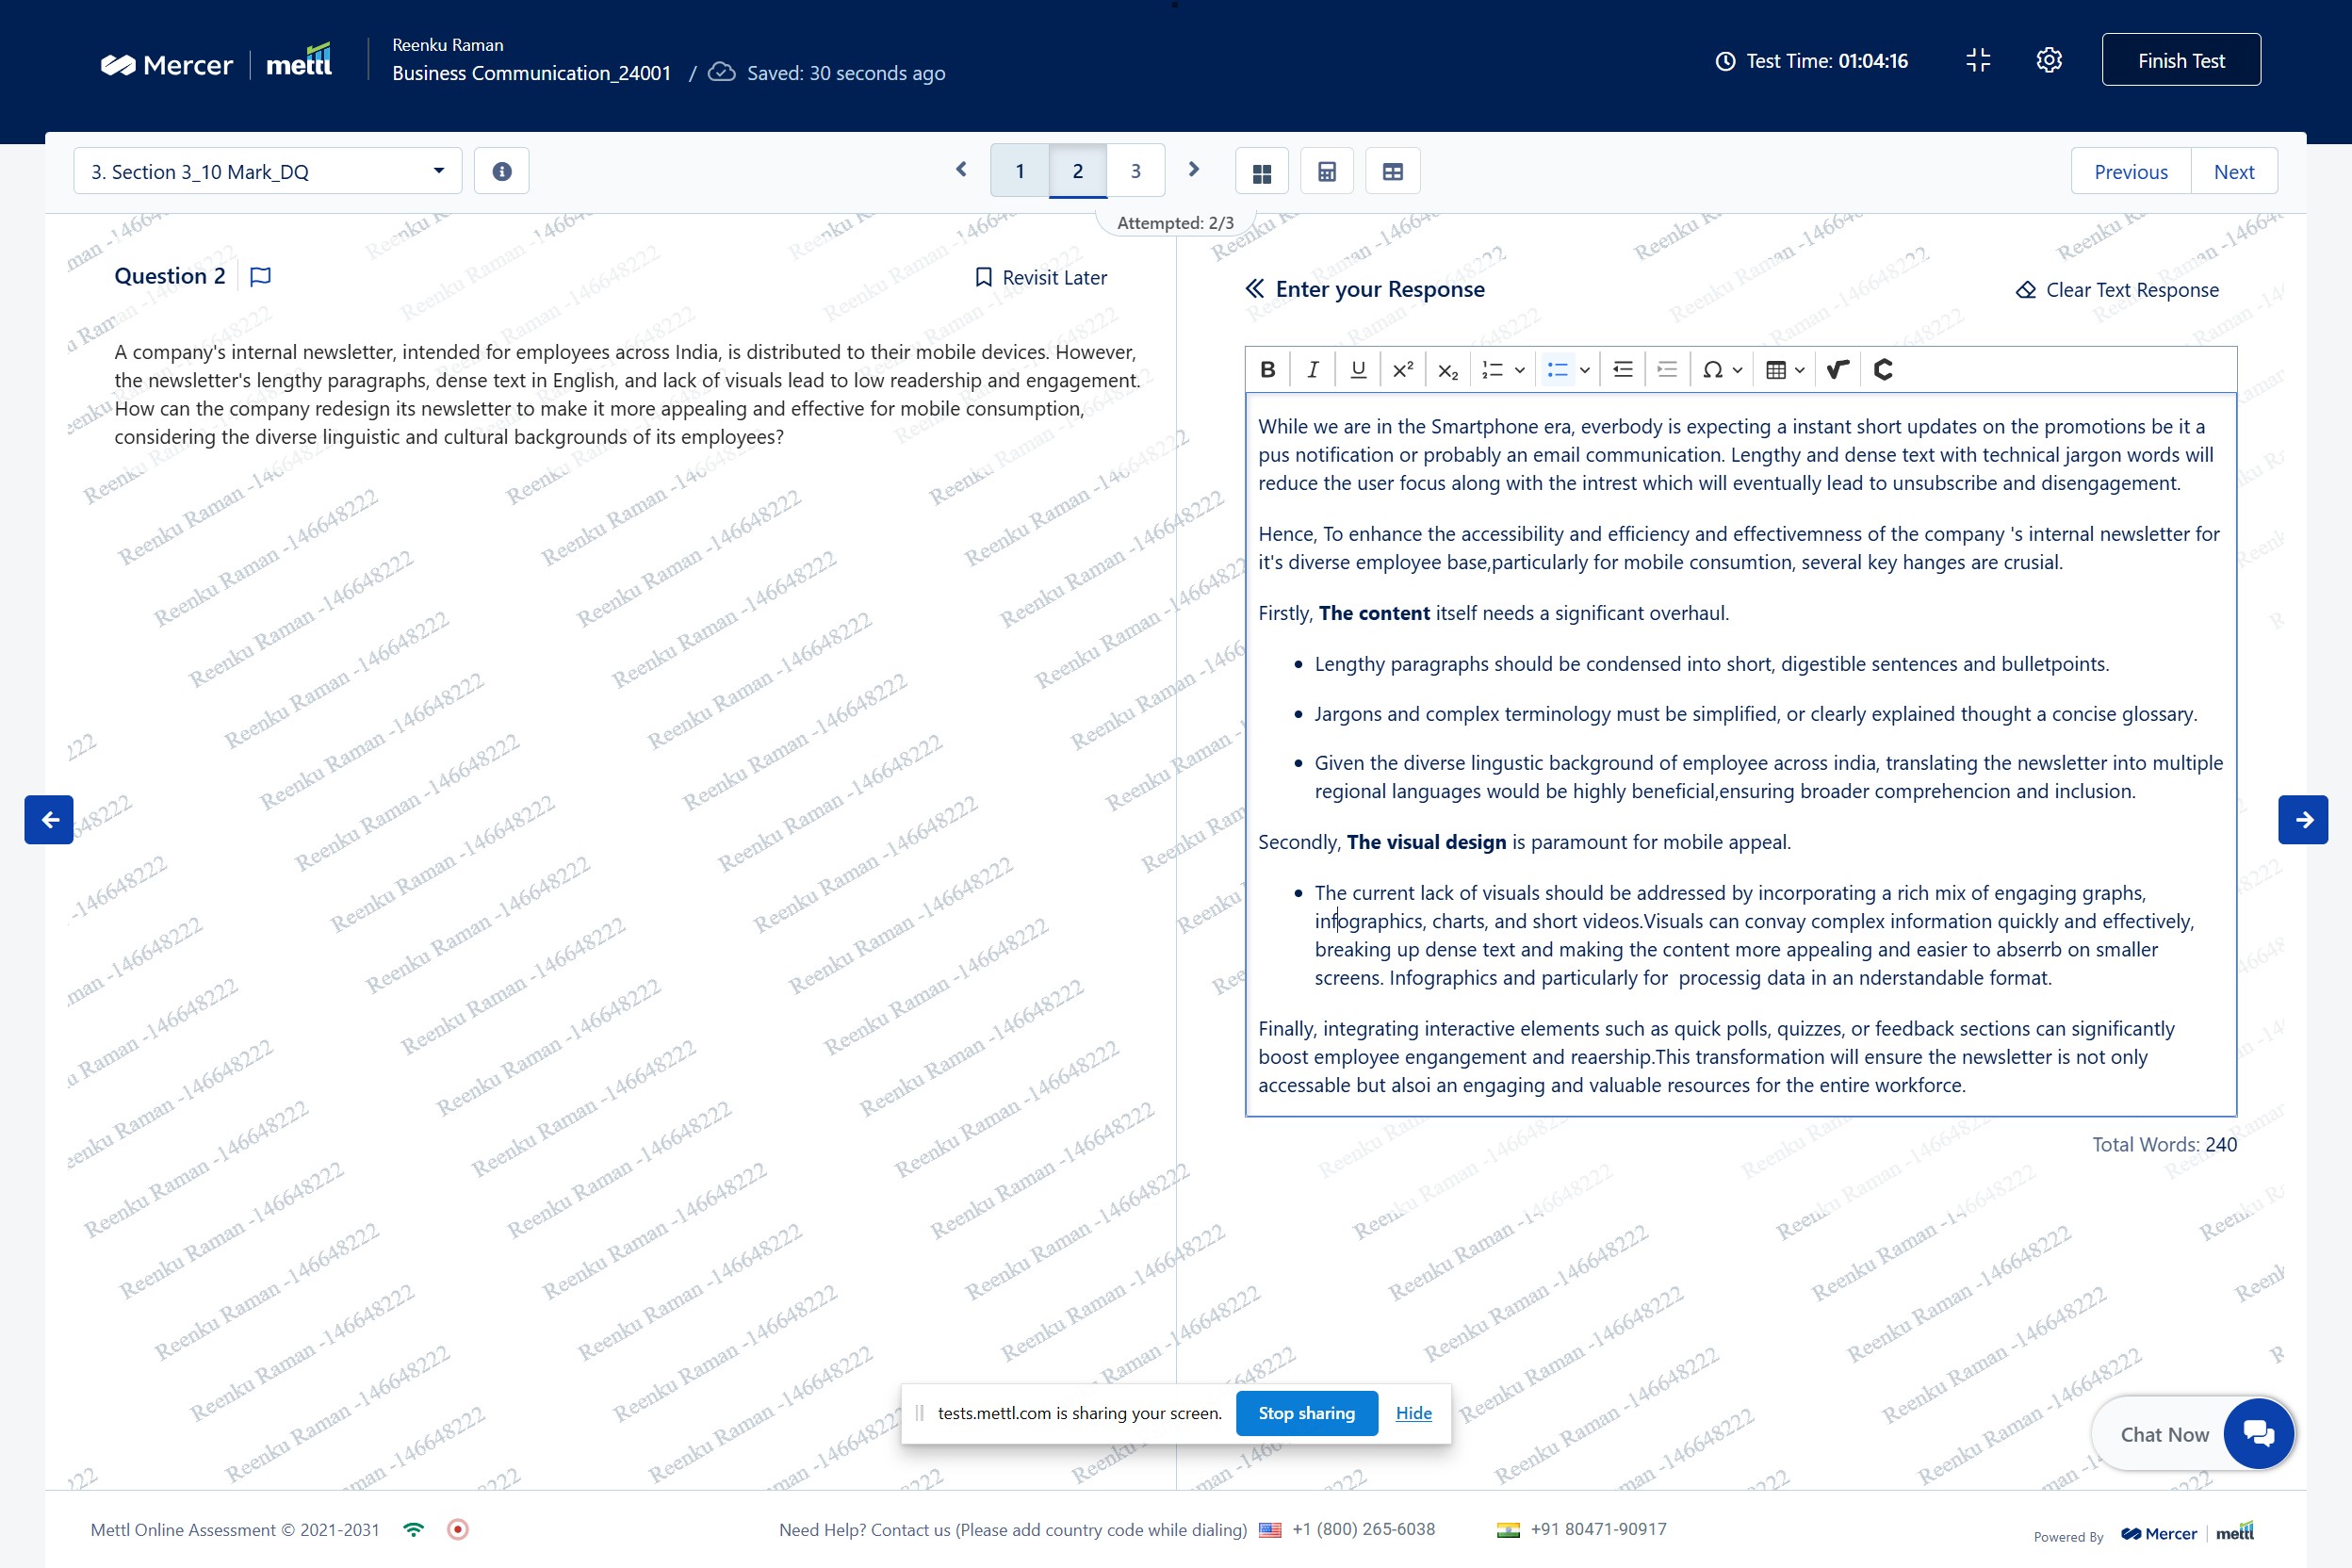 Mercer | mettl
Reenku Raman
Business Communication_24001 / Saved: 30 seconds ago
Test Time: 01:04:16
Finish Test
3. Section 3_10 Mark_DQ
1 2 3
Previous
Next
Attempted: 2/3
Question 2
Revisit Later
A company's internal newsletter, intended for employees across India, is distributed to their mobile devices. However,
the newsletter's lengthy paragraphs, dense text in English, and lack of visuals lead to low readership and engagement.
How can the company redesign its newsletter to make it more appealing and effective for mobile consumption,
considering the diverse linguistic and cultural backgrounds of its employees?
Enter your Response
Clear Text Response
While we are in the Smartphone era, everbody is expecting a instant short updates on the promotions be it a
pus notification or probably an email communication. Lengthy and dense text with technical jargon words will
reduce the user focus along with the intrest which will eventually lead to unsubscribe and disengagement.
Hence, To enhance the accessibility and efficiency and effectivemness of the company 's internal newsletter for
it's diverse employee base,particularly for mobile consumtion, several key hanges are crusial.
Firstly, The content itself needs a significant overhaul.
• Lengthy paragraphs should be condensed into short, digestible sentences and bulletpoints.
• Jargons and complex terminology must be simplified, or clearly explained thought a concise glossary.
• Given the diverse lingustic background of employee across india, translating the newsletter into multiple
regional languages would be highly beneficial,ensuring broader comprehencion and inclusion.
Secondly, The visual design is paramount for mobile appeal.
• The current lack of visuals should be addressed by incorporating a rich mix of engaging graphs,
infographics, charts, and short videos.Visuals can convay complex information quickly and effectively,
breaking up dense text and making the content more appealing and easier to abserrb on smaller
screens. Infographics and particularly for  processig data in an nderstandable format.
Finally, integrating interactive elements such as quick polls, quizzes, or feedback sections can significantly
boost employee engangement and reaership.This transformation will ensure the newsletter is not only
accessable but alsoi an engaging and valuable resources for the entire workforce.
Total Words: 240
Reenku Raman -146648222
tests.mettl.com is sharing your screen. Stop sharing Hide
Chat Now
Mettl Online Assessment © 2021-2031
Need Help? Contact us (Please add country code while dialing) +1 (800) 265-6038 +91 80471-90917
Powered By Mercer | mettl